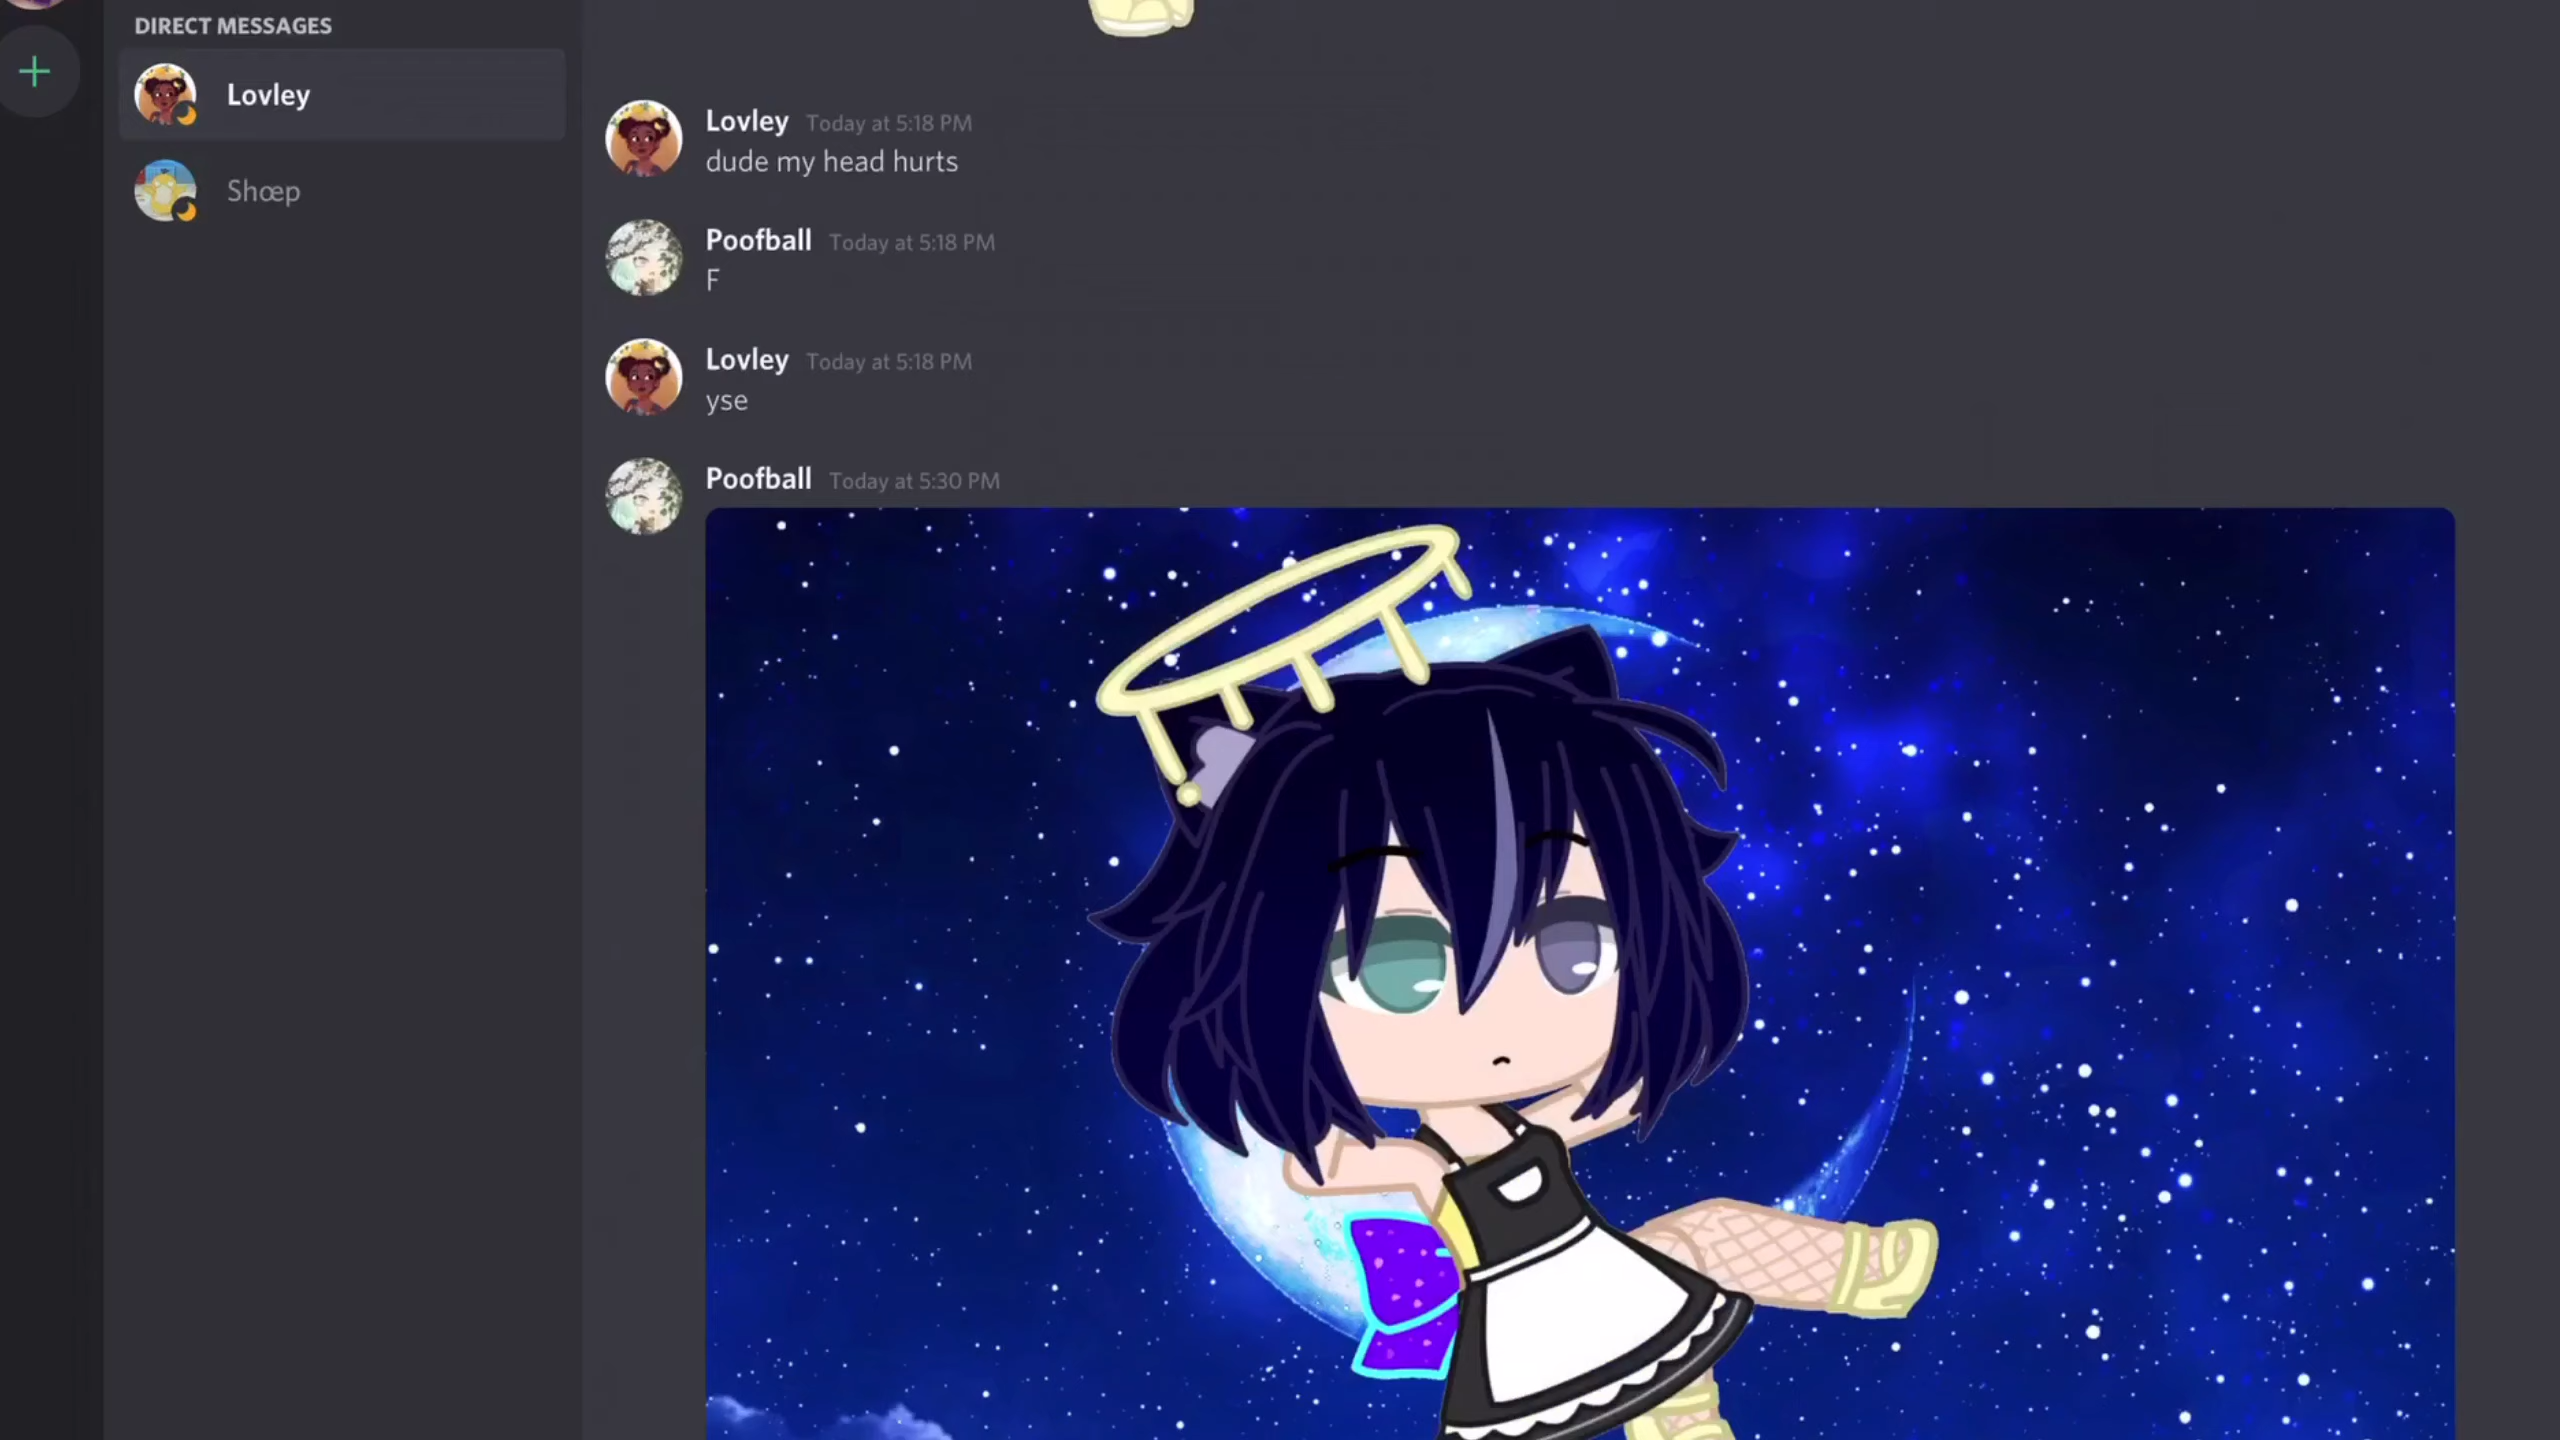 DIRECT MESSAGES
Lovley
Shœp
Lovley Today at 5:18 PM
dude my head hurts
Poofball Today at 5:18 PM
F
Lovley Today at 5:18 PM
yse
Poofball Today at 5:30 PM